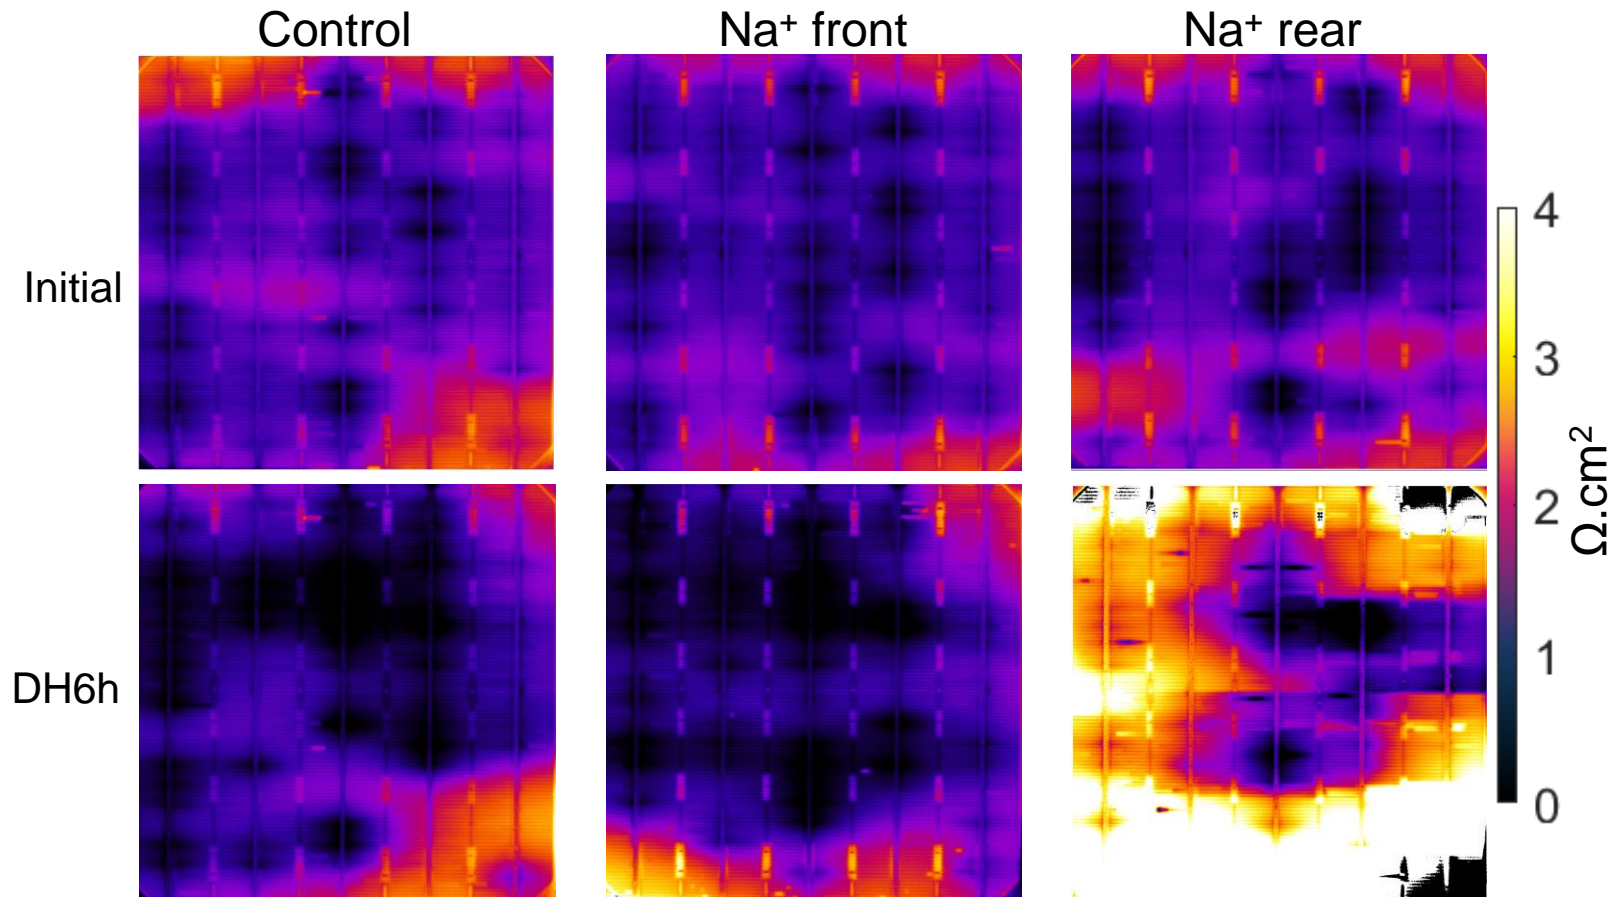 Control
Na⁺ front
Na⁺ rear
Initial
DH6h
4
3
2
1
0
Ω.cm²